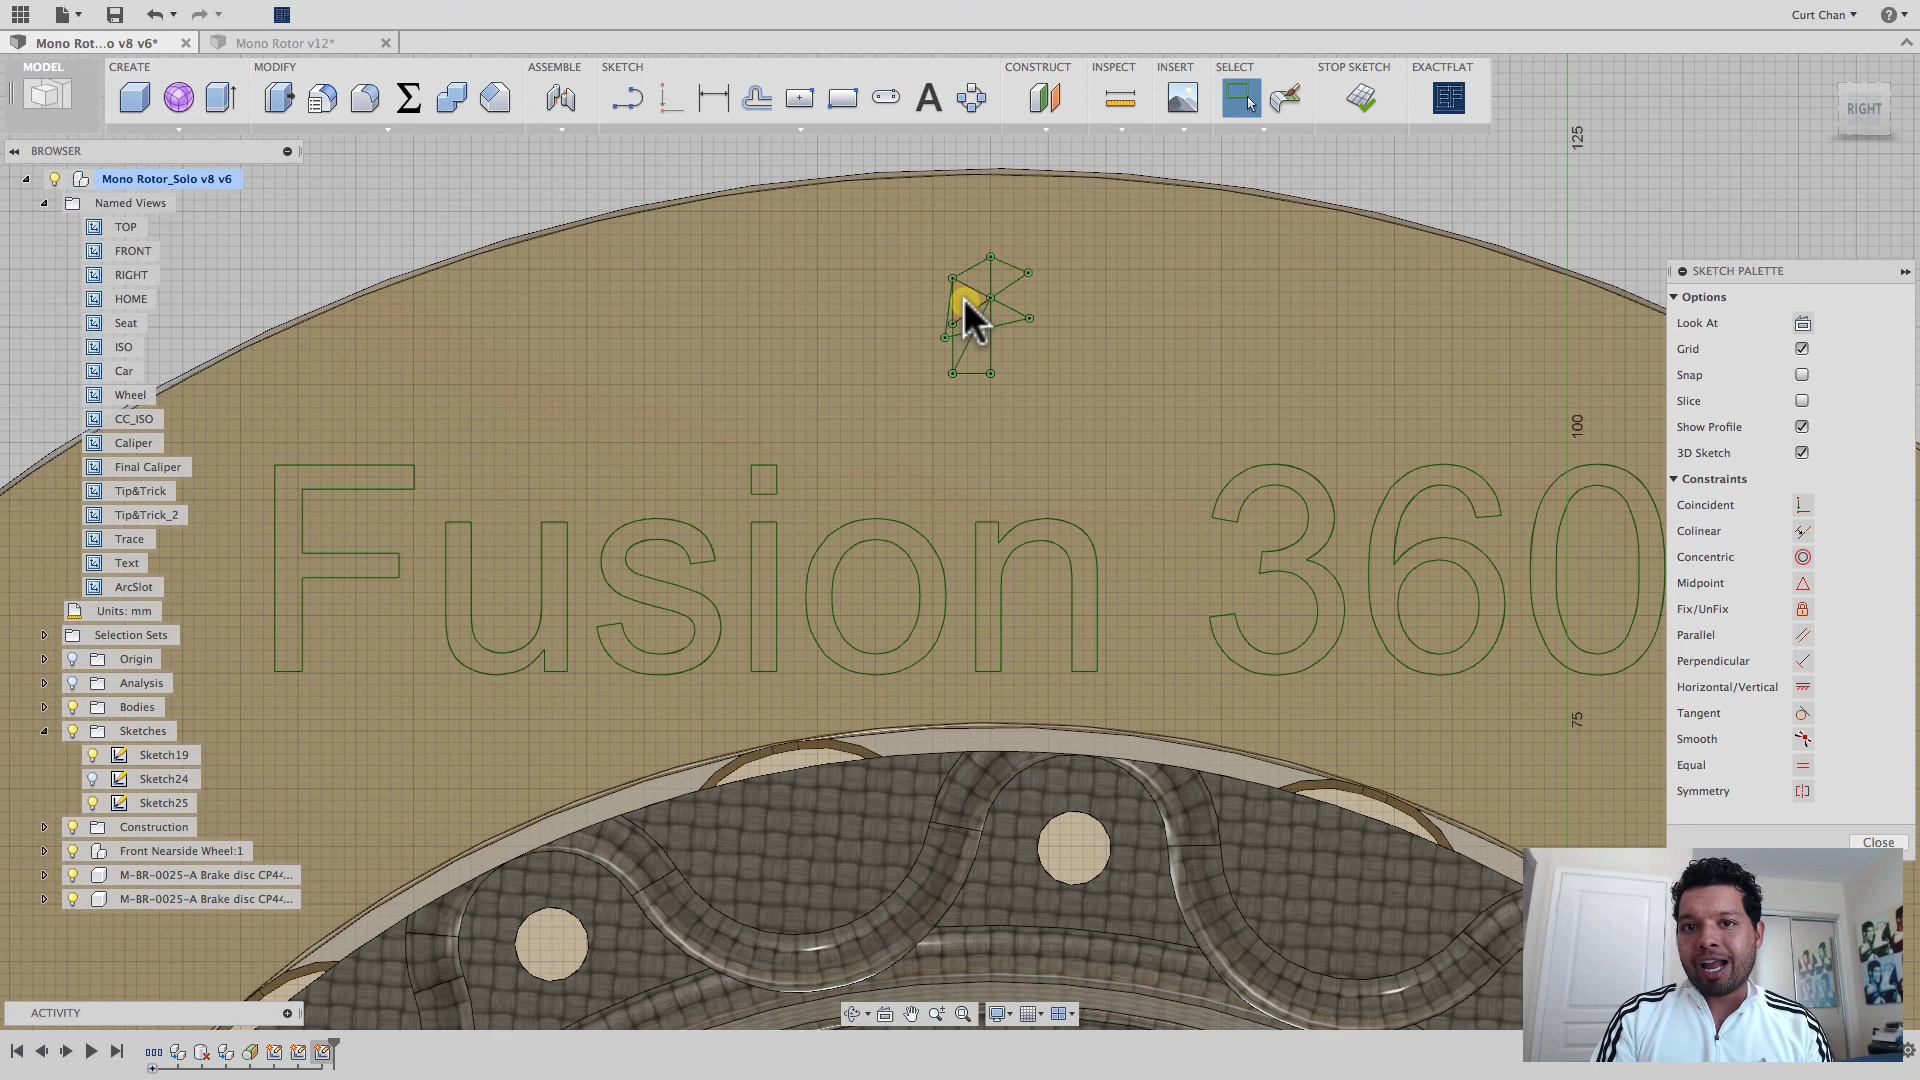 Curt Chan
Mono Rot...o v8 v6*
Mono Rotor v12*
MODEL
CREATE
MODIFY
ASSEMBLE
SKETCH
CONSTRUCT
INSPECT
INSERT
SELECT
STOP SKETCH
EXACTFLAT
RIGHT
BROWSER
Mono Rotor_Solo v8 v6
Named Views
TOP
FRONT
RIGHT
HOME
Seat
ISO
Car
Wheel
CC_ISO
Caliper
Final Caliper
Tip&Trick
Tip&Trick_2
Trace
Text
ArcSlot
Units: mm
Selection Sets
Origin
Analysis
Bodies
Sketches
Sketch19
Sketch24
Sketch25
Construction
Front Nearside Wheel:1
M-BR-0025-A Brake disc CP44...
M-BR-0025-A Brake disc CP44...
125
100
75
Fusion 360
SKETCH PALETTE
Options
Look At
Grid
Snap
Slice
Show Profile
3D Sketch
Constraints
Coincident
Colinear
Concentric
Midpoint
Fix/UnFix
Parallel
Perpendicular
Horizontal/Vertical
Tangent
Smooth
Equal
Symmetry
Close
ACTIVITY